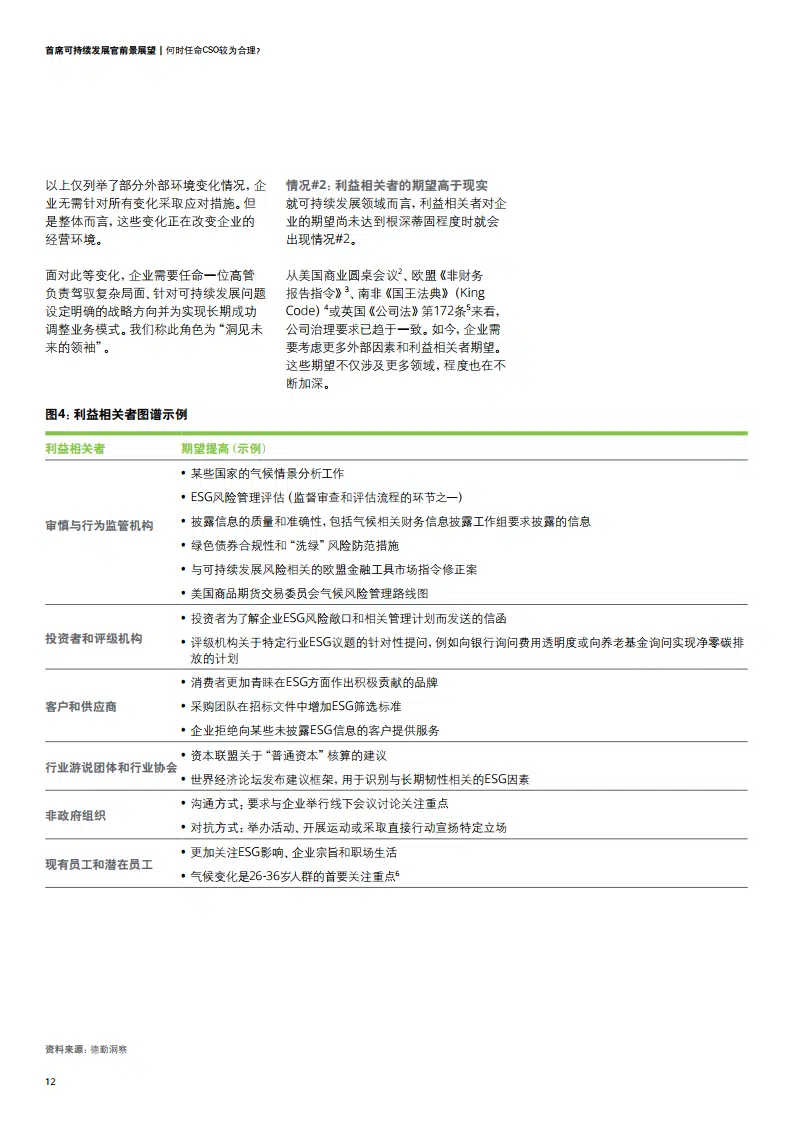 首席可持续发展官前景展望 | 何时任命CSO较为合理?
以上仅列举了部分外部环境变化情况，企
业无需针对所有变化采取应对措施。但
是整体而言，这些变化正在改变企业的
经营环境。
面对此等变化，企业需要任命一位高管
负责驾驭复杂局面、针对可持续发展问题
设定明确的战略方向并为实现长期成功
调整业务模式。我们称此角色为“洞见未
来的领袖”。
情况#2：利益相关者的期望高于现实
就可持续发展领域而言，利益相关者对企
业的期望尚未达到根深蒂固程度时就会
出现情况#2。
从美国商业圆桌会议2、欧盟《非财务
报告指令》3、南非《国王法典》（King
Code）4或英国《公司法》第172条5来看，
公司治理要求已趋于一致。如今，企业需
要考虑更多外部因素和利益相关者期望。
这些期望不仅涉及更多领域，程度也在不
断加深。
图4：利益相关者图谱示例
利益相关者 期望提高（示例）
审慎与行为监管机构
• 某些国家的气候情景分析工作
• ESG风险管理评估（监督审查和评估流程的环节之一）
• 披露信息的质量和准确性，包括气候相关财务信息披露工作组要求披露的信息
• 绿色债券合规性和“洗绿”风险防范措施
• 与可持续发展风险相关的欧盟金融工具市场指令修正案
• 美国商品期货交易委员会气候风险管理路线图
投资者和评级机构
• 投资者为了解企业ESG风险敞口和相关管理计划而发送的信函
• 评级机构关于特定行业ESG议题的针对性提问，例如向银行询问费用透明度或向养老基金询问实现净零碳排
放的计划
客户和供应商
• 消费者更加青睐在ESG方面作出积极贡献的品牌
• 采购团队在招标文件中增加ESG筛选标准
• 企业拒绝向某些未披露ESG信息的客户提供服务
行业游说团体和行业协会
• 资本联盟关于“普通资本”核算的建议
• 世界经济论坛发布建议框架，用于识别与长期韧性相关的ESG因素
非政府组织
• 沟通方式：要求与企业举行线下会议讨论关注重点
• 对抗方式：举办活动、开展运动或采取直接行动宣扬特定立场
现有员工和潜在员工
• 更加关注ESG影响、企业宗旨和职场生活
• 气候变化是26-36岁人群的首要关注重点6
资料来源：德勤洞察
12